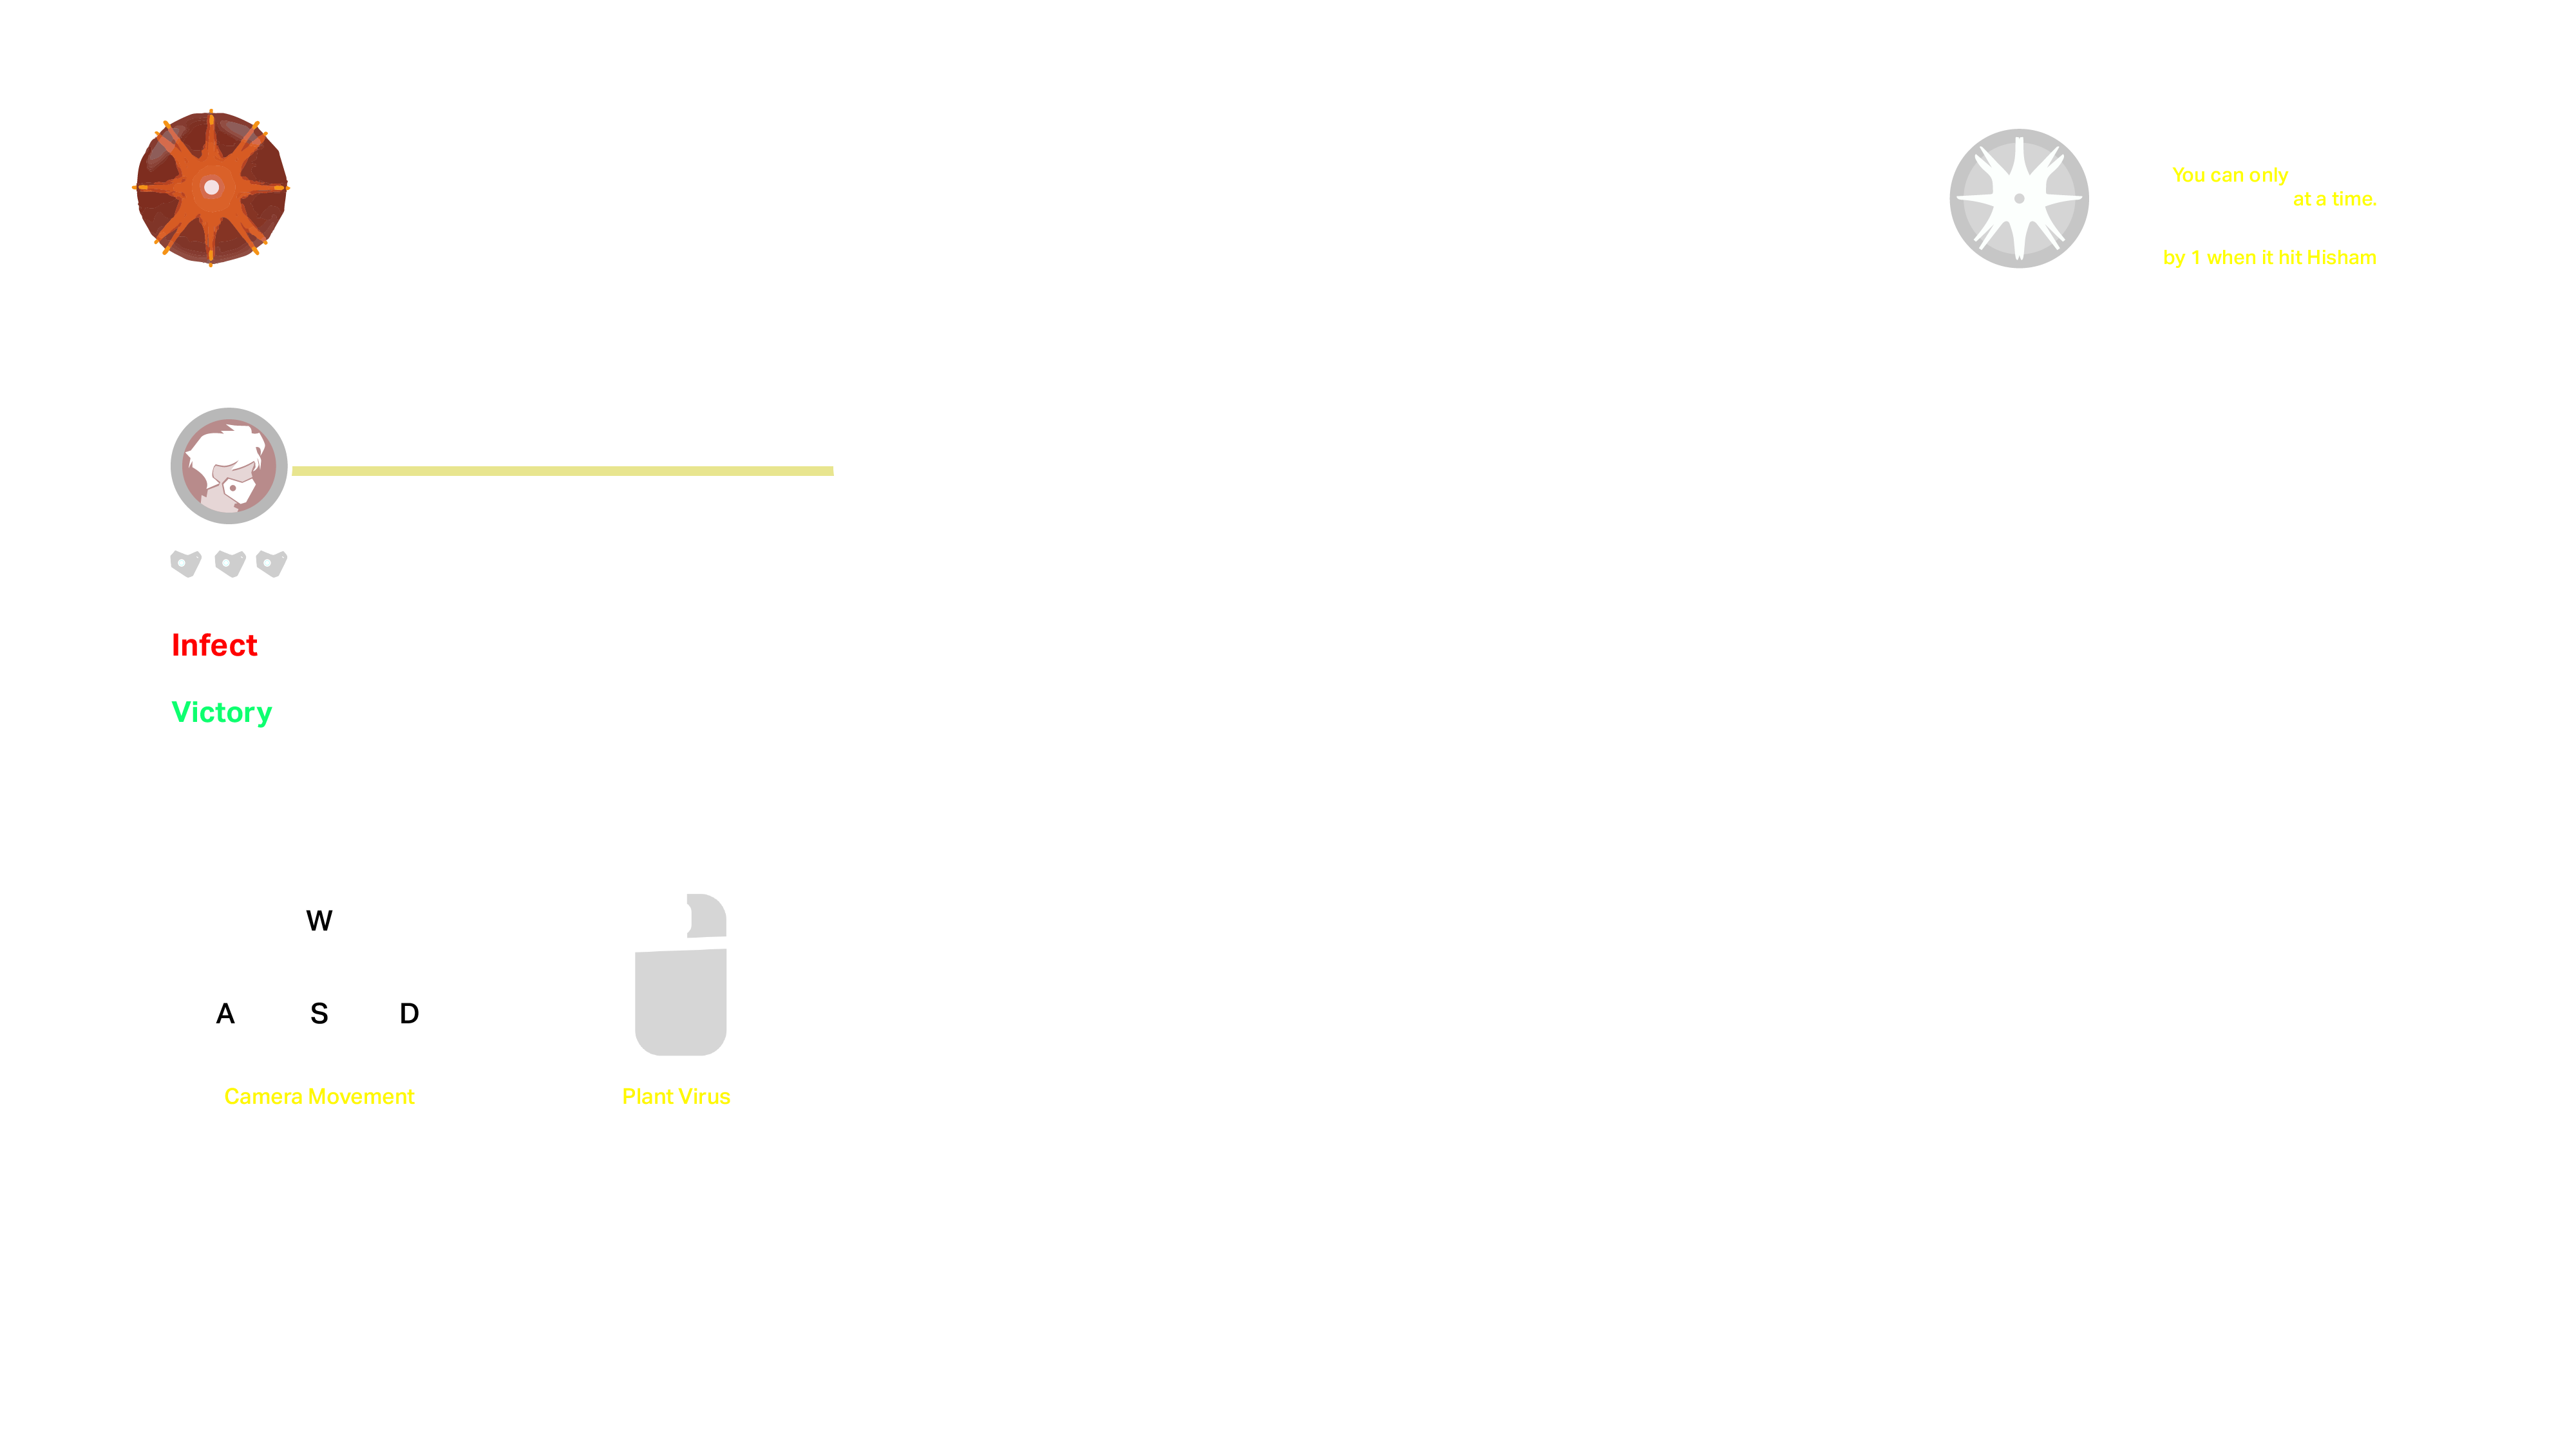 You can only
at a time.
by 1 when it hit Hisham
Infect
Victory
W
A S D
Camera Movement
Plant Virus